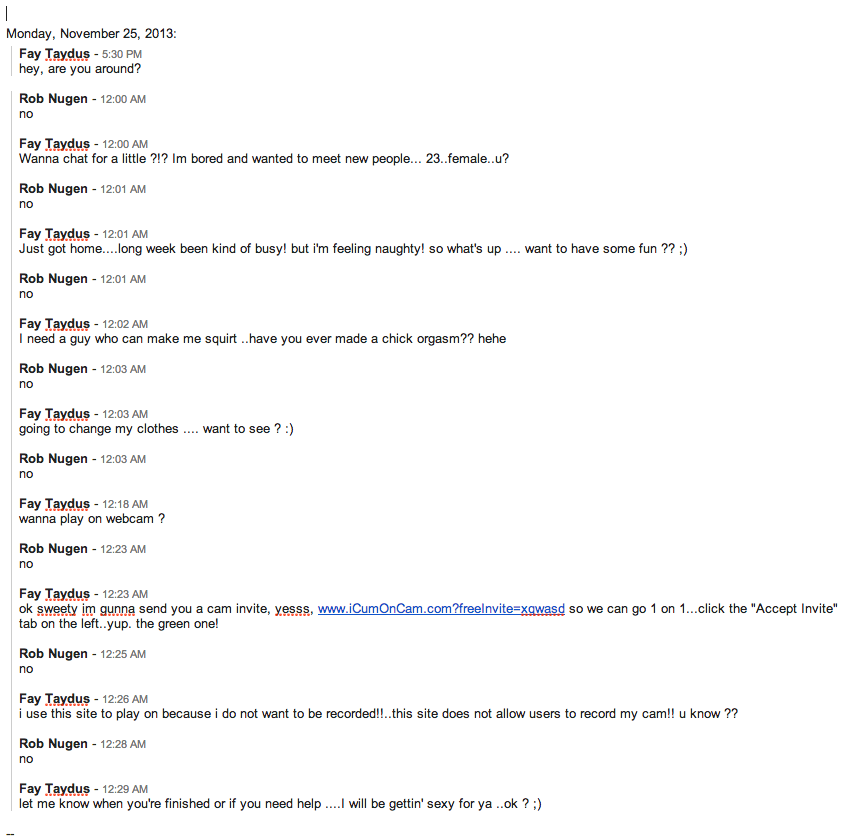 Monday, November 25, 2013:
Fay Taydus - 5:30 PM
hey, are you around?
Rob Nugen - 12:00 AM
no
Fay Taydus - 12:00 AM
Wanna chat for a little ?!? Im bored and wanted to meet new people... 23..female..u?
Rob Nugen - 12:01 AM
no
Fay Taydus - 12:01 AM
Just got home....long week been kind of busy! but i'm feeling naughty! so what's up .... want to have some fun ?? ;)
Rob Nugen - 12:01 AM
no
Fay Taydus - 12:02 AM
I need a guy who can make me squirt ..have you ever made a chick orgasm?? hehe
Rob Nugen - 12:03 AM
no
Fay Taydus - 12:03 AM
going to change my clothes .... want to see ? :)
Rob Nugen - 12:03 AM
no
Fay Taydus - 12:18 AM
wanna play on webcam ?
Rob Nugen - 12:23 AM
no
Fay Taydus - 12:23 AM
ok sweety im gunna send you a cam invite, yesss, www.iCumOnCam.com?freeInvite=xqwasd so we can go 1 on 1...click the "Accept Invite"
tab on the left..yup. the green one!
Rob Nugen - 12:25 AM
no
Fay Taydus - 12:26 AM
i use this site to play on because i do not want to be recorded!!..this site does not allow users to record my cam!! u know ??
Rob Nugen - 12:28 AM
no
Fay Taydus - 12:29 AM
let me know when you're finished or if you need help ....I will be gettin' sexy for ya ..ok ? ;)
--